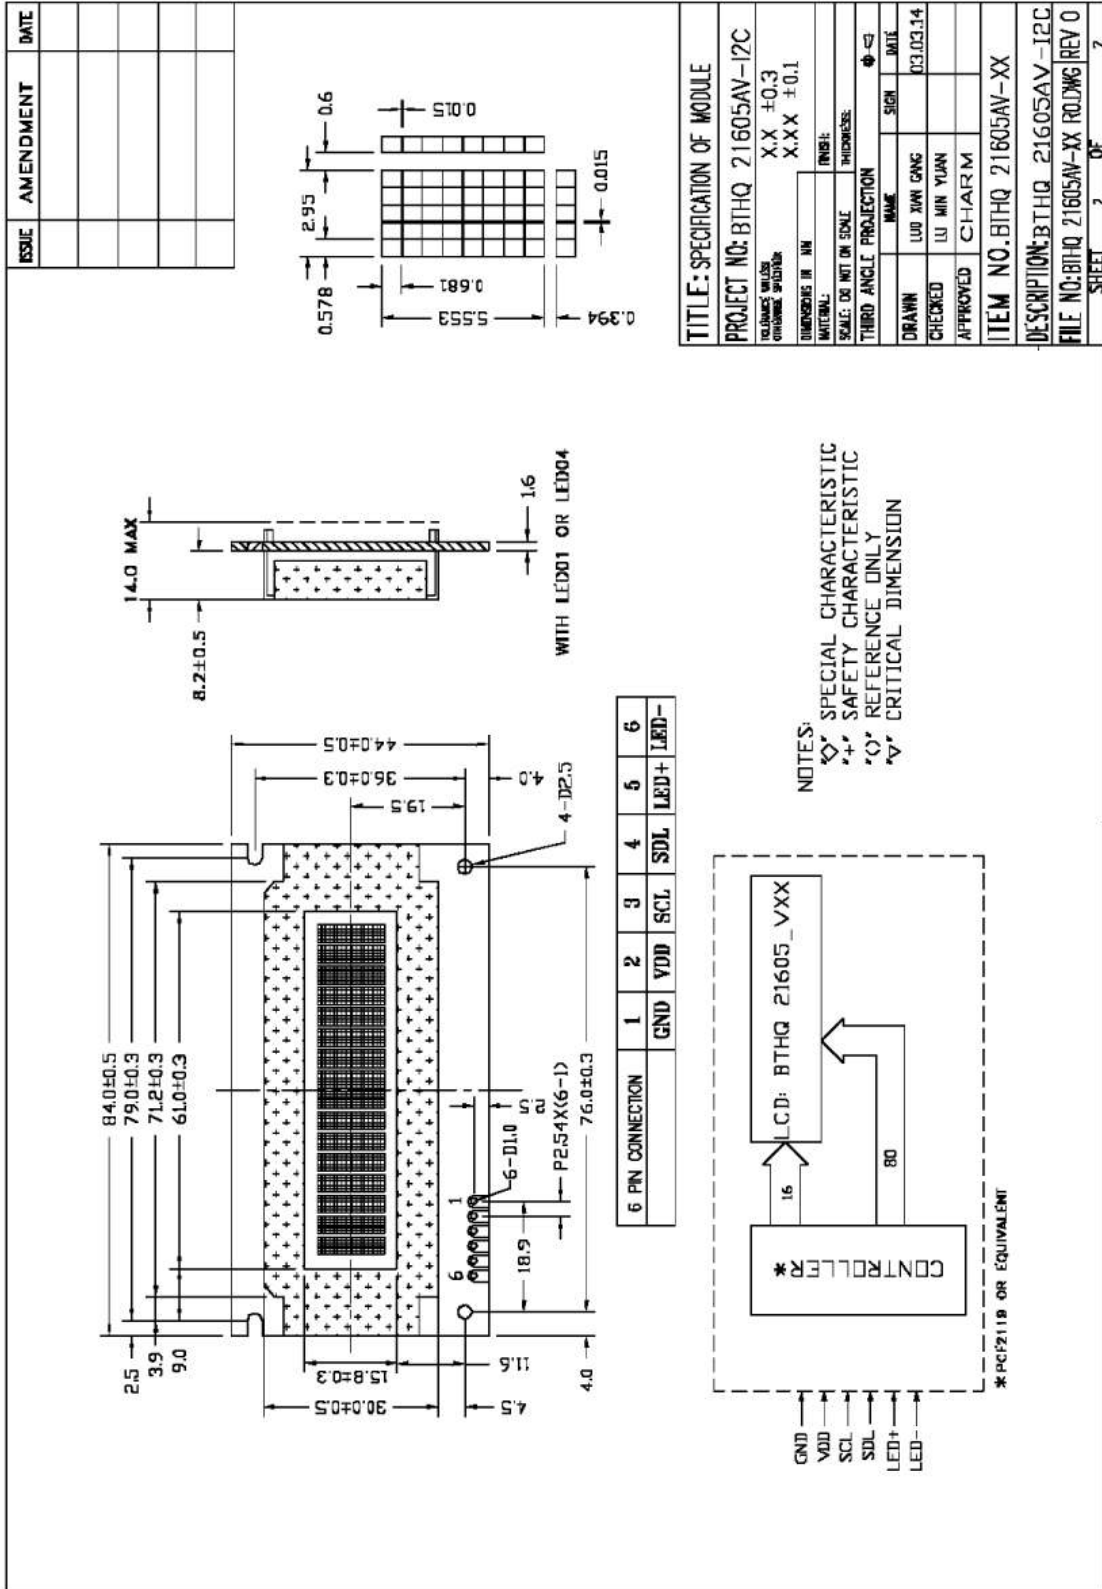 ISSUE AMENDMENT DATE
0.578
2.95
0.6
0.015
0.681
5.553
0.394
0.015
14.0 MAX
8.2±0.5
1.6
WITH LED01 OR LED04
84.0±0.5
79.0±0.3
71.2±0.3
61.0±0.3
2.5
3.9
9.0
44.0±0.5
36.0±0.3
19.5
4.0
4-D2.5
30.0±0.5
15.8±0.3
11.6
4.5
4.0
6
1
18.9
6-D1.0
P2.54X(6-1)
76.0±0.3
6 PIN CONNECTION 1 2 3 4 5 6
GND VDD SCL SDL LED+ LED-
GND
VDD
SCL
SDL
LED+
LED-
CONTROLLER*
16
80
LCD: BTHQ 21605_VXX
*PCF2119 OR EQUIVALENT
NOTES:
"◇" SPECIAL CHARACTERISTIC
"+" SAFETY CHARACTERISTIC
"()" REFERENCE ONLY
"▽" CRITICAL DIMENSION
TITLE: SPECIFICATION OF MODULE
PROJECT NO: BTHQ 21605AV-I2C
TOLERANCE UNLESS OTHERWISE SPECIFIED:
X.X ±0.3
X.XX ±0.1
DIMENSIONS IN MM
MATERIAL: FINISH:
SCALE: DO NOT ON SCALE THICKNESS:
THIRD ANGLE PROJECTION
NAME SIGN DATE
DRAWN LUO XIAN GANG 03.03.14
CHECKED LU MIN YUAN
APPROVED CHARM
ITEM NO. BTHQ 21605AV-XX
DESCRIPTION: BTHQ 21605AV-I2C
FILE NO: BTHQ 21605AV-XX R0.DWG REV 0
SHEET 2 OF